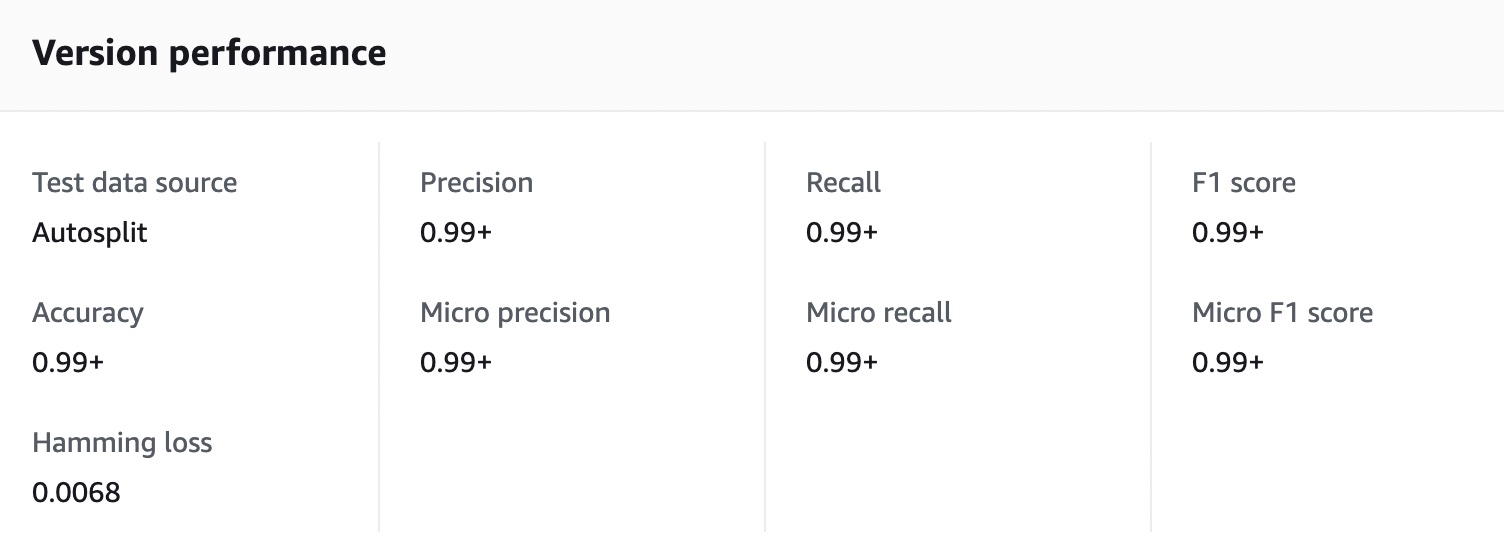 Version performance
Test data source
Autosplit
Precision
0.99+
Recall
0.99+
F1 score
0.99+
Accuracy
0.99+
Micro precision
0.99+
Micro recall
0.99+
Micro F1 score
0.99+
Hamming loss
0.0068